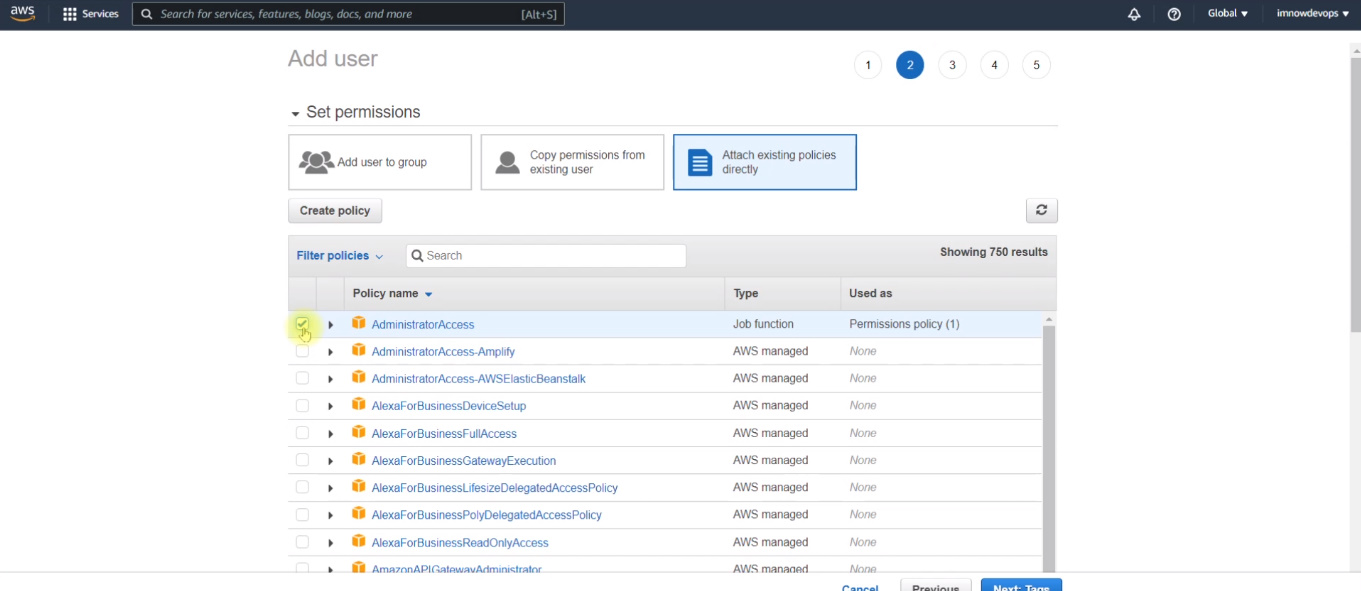 aws Services Search for services, features, blogs, docs, and more [Alt+S] Global imnowdevops
Add user 1 2 3 4 5
Set permissions
Add user to group
Copy permissions from
existing user
Attach existing policies
directly
Create policy
Filter policies Search Showing 750 results
Policy name Type Used as
AdministratorAccess Job function Permissions policy (1)
AdministratorAccess-Amplify AWS managed None
AdministratorAccess-AWSElasticBeanstalk AWS managed None
AlexaForBusinessDeviceSetup AWS managed None
AlexaForBusinessFullAccess AWS managed None
AlexaForBusinessGatewayExecution AWS managed None
AlexaForBusinessLifesizeDelegatedAccessPolicy AWS managed None
AlexaForBusinessPolyDelegatedAccessPolicy AWS managed None
AlexaForBusinessReadOnlyAccess AWS managed None
AmazonAPIGatewayAdministrator AWS managed None
Cancel Previous Next: Tags